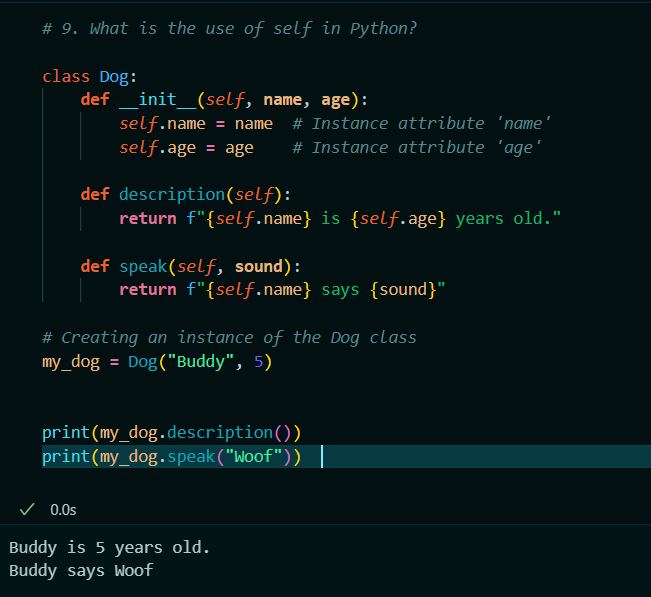 # 9. What is the use of self in Python?
class Dog:
def __init__(self, name, age):
self.name = name  # Instance attribute 'name'
self.age = age    # Instance attribute 'age'
def description(self):
return f"{self.name} is {self.age} years old."
def speak(self, sound):
return f"{self.name} says {sound}"
# Creating an instance of the Dog class
my_dog = Dog("Buddy", 5)
print(my_dog.description())
print(my_dog.speak("Woof"))
0.0s
Buddy is 5 years old.
Buddy says Woof